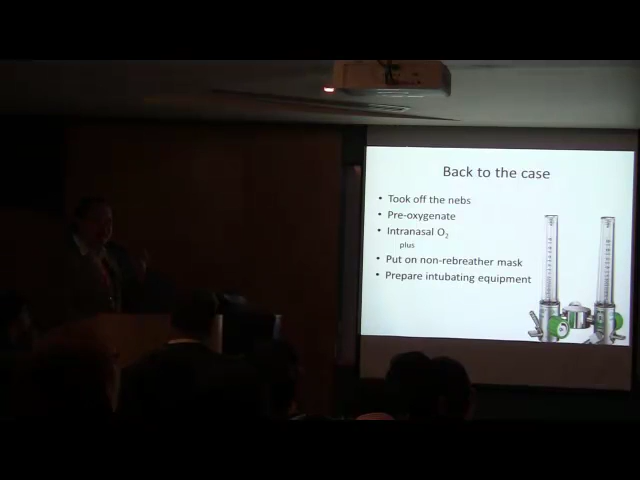 Back to the case
• Took off the nebs
• Pre-oxygenate
• Intranasal O2
plus
• Put on non-rebreather mask
• Prepare intubating equipment